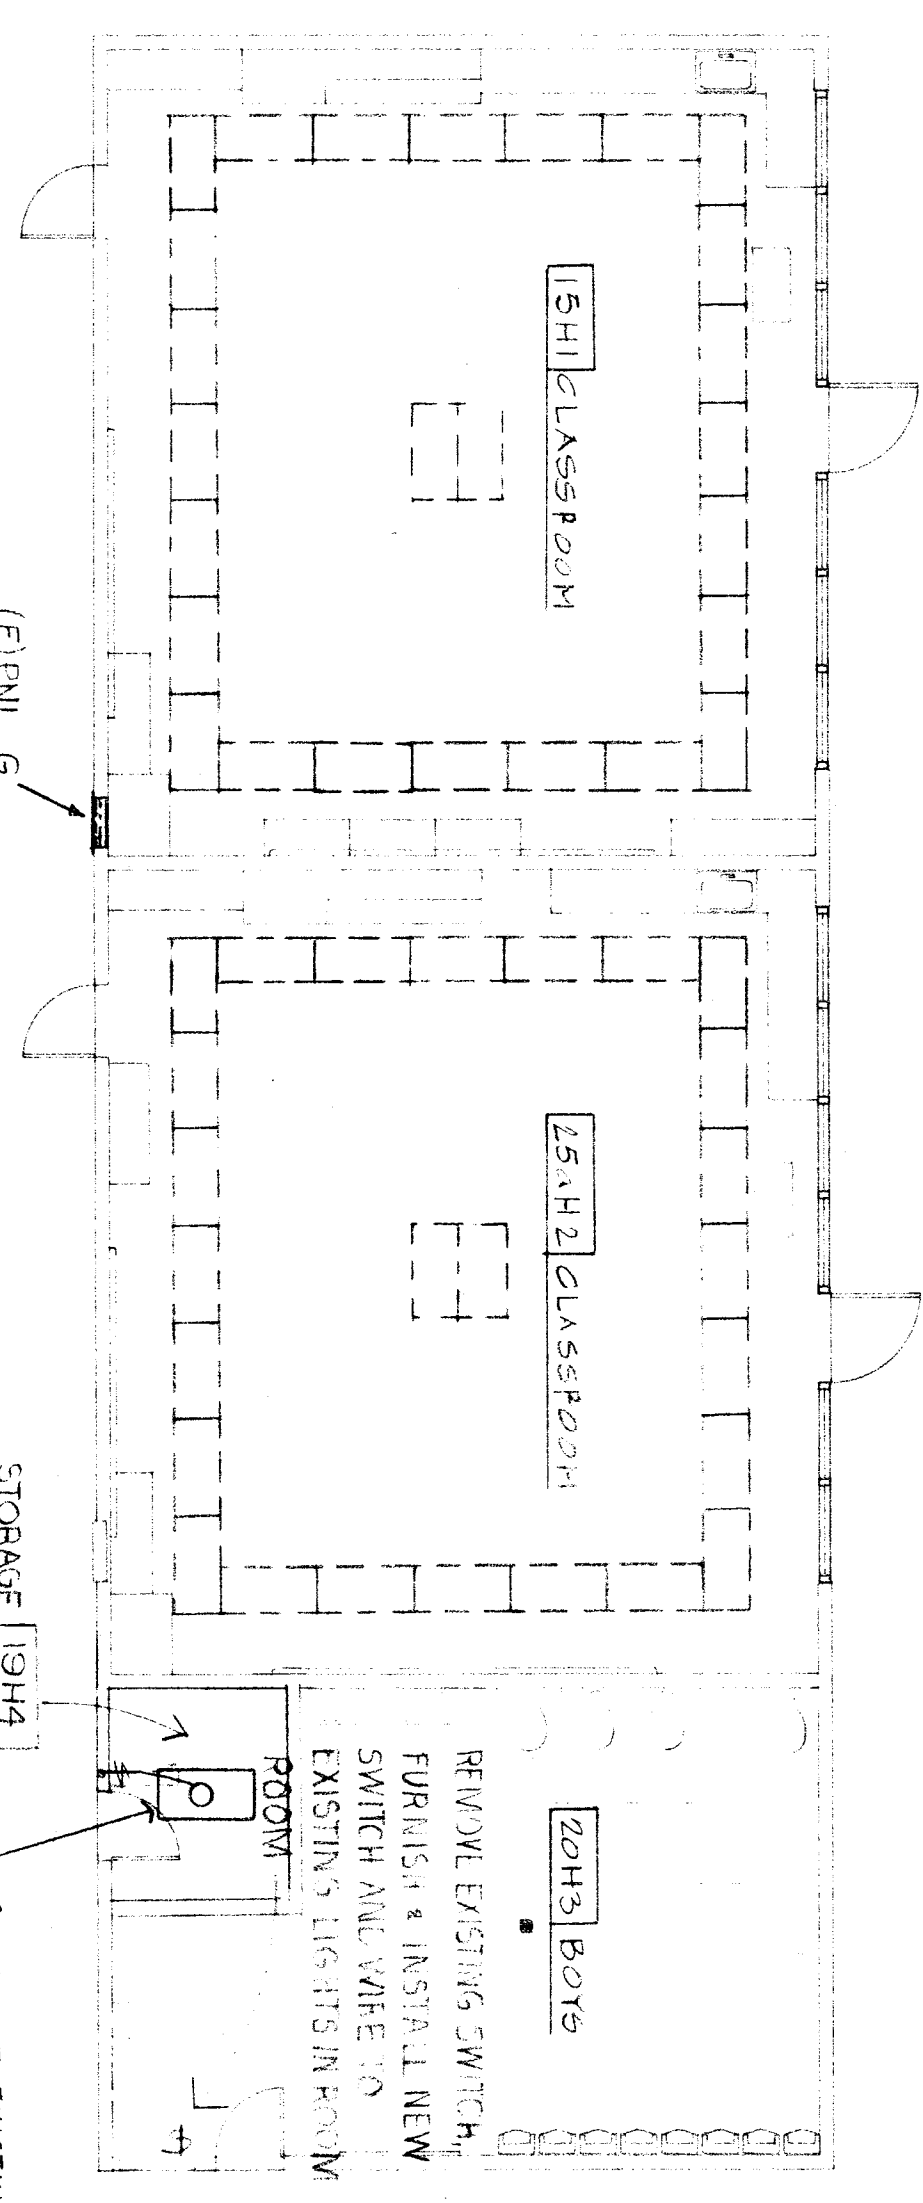 15H1 CLASSROOM
(E) PNL G
25AH2 CLASSROOM
STORAGE 19H4
ROOM
20H3 BOYS
REMOVE EXISTING SWITCH,
FURNISH & INSTALL NEW
SWITCH AND WIRE TO
EXISTING LIGHTS IN ROOM